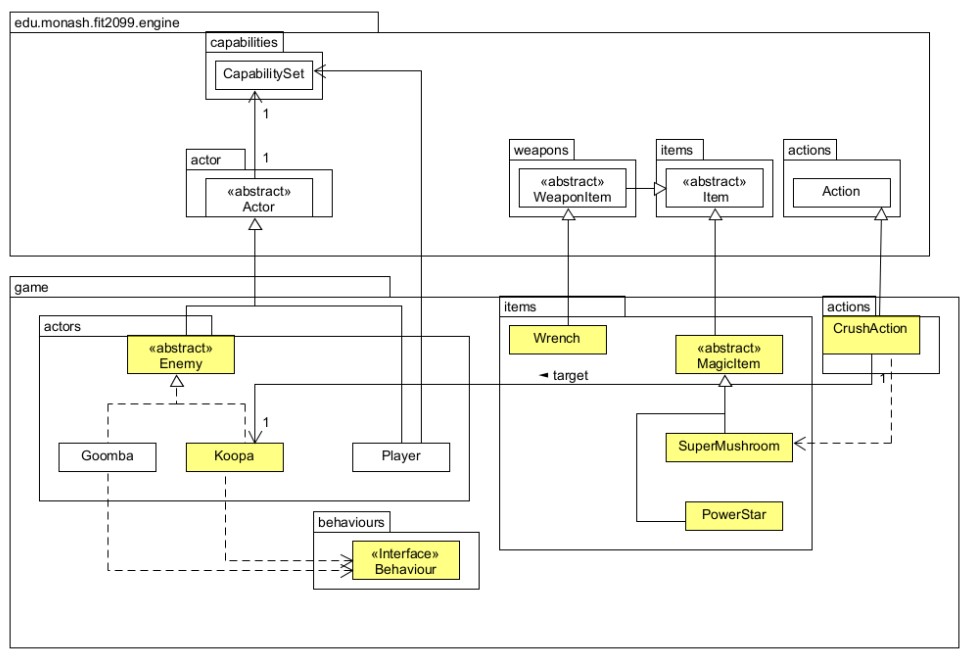 edu.monash.fit2099.engine
capabilities
CapabilitySet
1
1
actor
«abstract»
Actor
weapons
«abstract»
WeaponItem
items
«abstract»
Item
actions
Action
game
actors
«abstract»
Enemy
Goomba
Koopa
Player
1
items
Wrench
«abstract»
MagicItem
◄ target
SuperMushroom
PowerStar
actions
CrushAction
1
behaviours
«Interface»
Behaviour